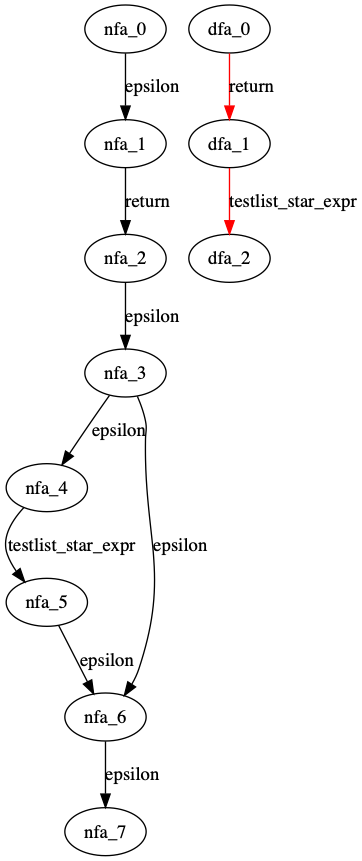 nfa_0 dfa_0
epsilon return
nfa_1 dfa_1
return testlist_star_expr
nfa_2 dfa_2
epsilon
nfa_3
epsilon
nfa_4
testlist_star_expr epsilon
nfa_5
epsilon
nfa_6
epsilon
nfa_7